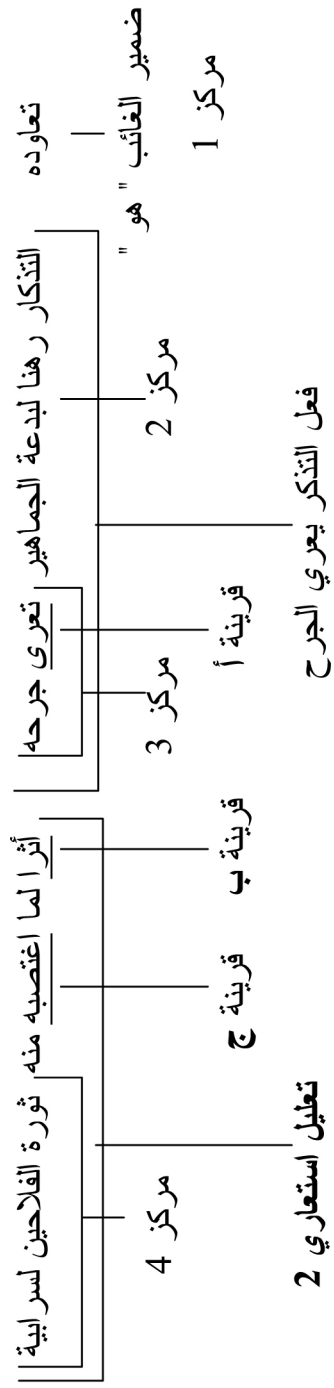 تعاوده التذكار رهنا لبدعة الجماهير تعرى جرحه أثرا لما اغتصبه منه ثورة الفلاحين لسرابية
ضمير الغائب " هو "
مركز 1
مركز 2
قرينة أ
مركز 3
فعل التذكر يعري الجرح
قرينة ب
قرينة ج
مركز 4
تعليل استعاري 2